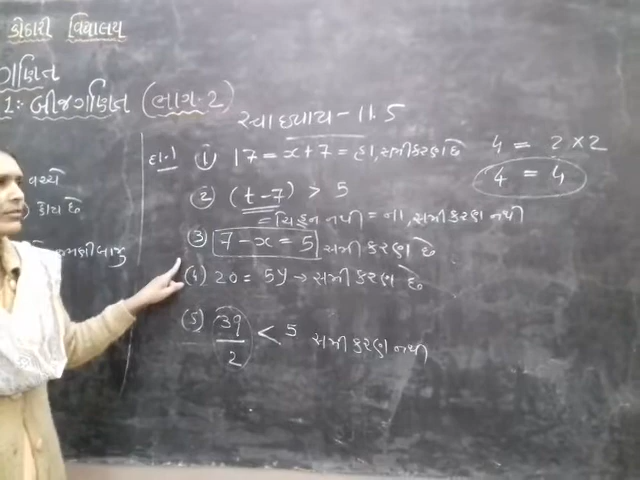 કોઠારી વિદ્યાલય
ગણિત
1:- બીજગણિત (ભાગ-2)
સ્વાધ્યાય - 11.5
વચ્ચે
હોય છે
જમણી બાજુ
દા.1 (1) 17 = x + 7 = હા, સમીકરણ છે
(2) (t - 7) > 5
= ચિહ્ન નથી = ના, સમીકરણ નથી
(3) 7 - x = 5 સમીકરણ છે
(4) 20 = 5y → સમીકરણ છે
(5) 39/2 < 5 સમીકરણ નથી
4 = 2 × 2
4 = 4